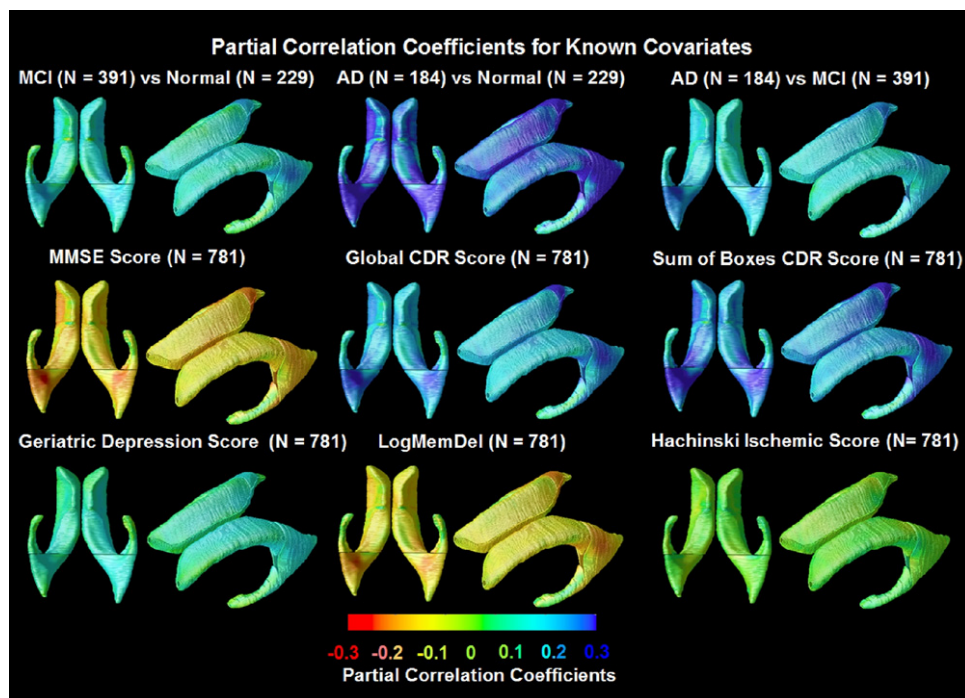 Partial Correlation Coefficients for Known Covariates
MCI (N = 391) vs Normal (N = 229)
AD (N = 184) vs Normal (N = 229)
AD (N = 184) vs MCI (N = 391)
MMSE Score (N = 781)
Global CDR Score (N = 781)
Sum of Boxes CDR Score (N = 781)
Geriatric Depression Score (N = 781)
LogMemDel (N = 781)
Hachinski Ischemic Score (N= 781)
-0.3 -0.2 -0.1 0 0.1 0.2 0.3
Partial Correlation Coefficients